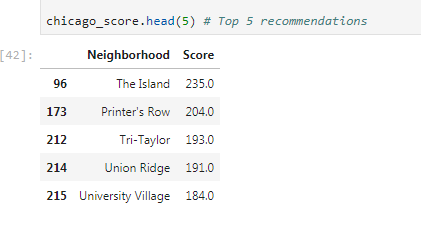 chicago_score.head(5) # Top 5 recommendations
[42]:
Neighborhood Score
96 The Island 235.0
173 Printer's Row 204.0
212 Tri-Taylor 193.0
214 Union Ridge 191.0
215 University Village 184.0